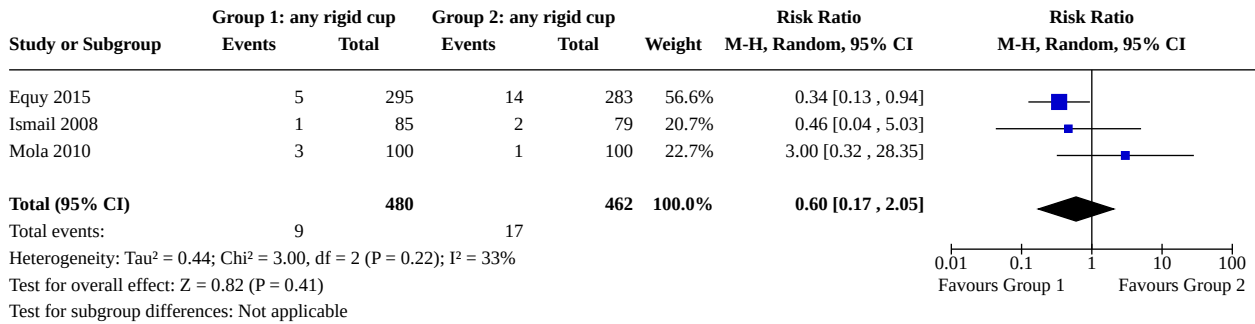 Group 1: any rigid cup Group 2: any rigid cup Risk Ratio Risk Ratio
Study or Subgroup Events Total Events Total Weight M-H, Random, 95% CI M-H, Random, 95% CI
Equy 2015 5 295 14 283 56.6% 0.34 [0.13 , 0.94]
Ismail 2008 1 85 2 79 20.7% 0.46 [0.04 , 5.03]
Mola 2010 3 100 1 100 22.7% 3.00 [0.32 , 28.35]
Total (95% CI) 480 462 100.0% 0.60 [0.17 , 2.05]
Total events: 9 17
Heterogeneity: Tau² = 0.44; Chi² = 3.00, df = 2 (P = 0.22); I² = 33%
0.01 0.1 1 10 100
Test for overall effect: Z = 0.82 (P = 0.41) Favours Group 1 Favours Group 2
Test for subgroup differences: Not applicable